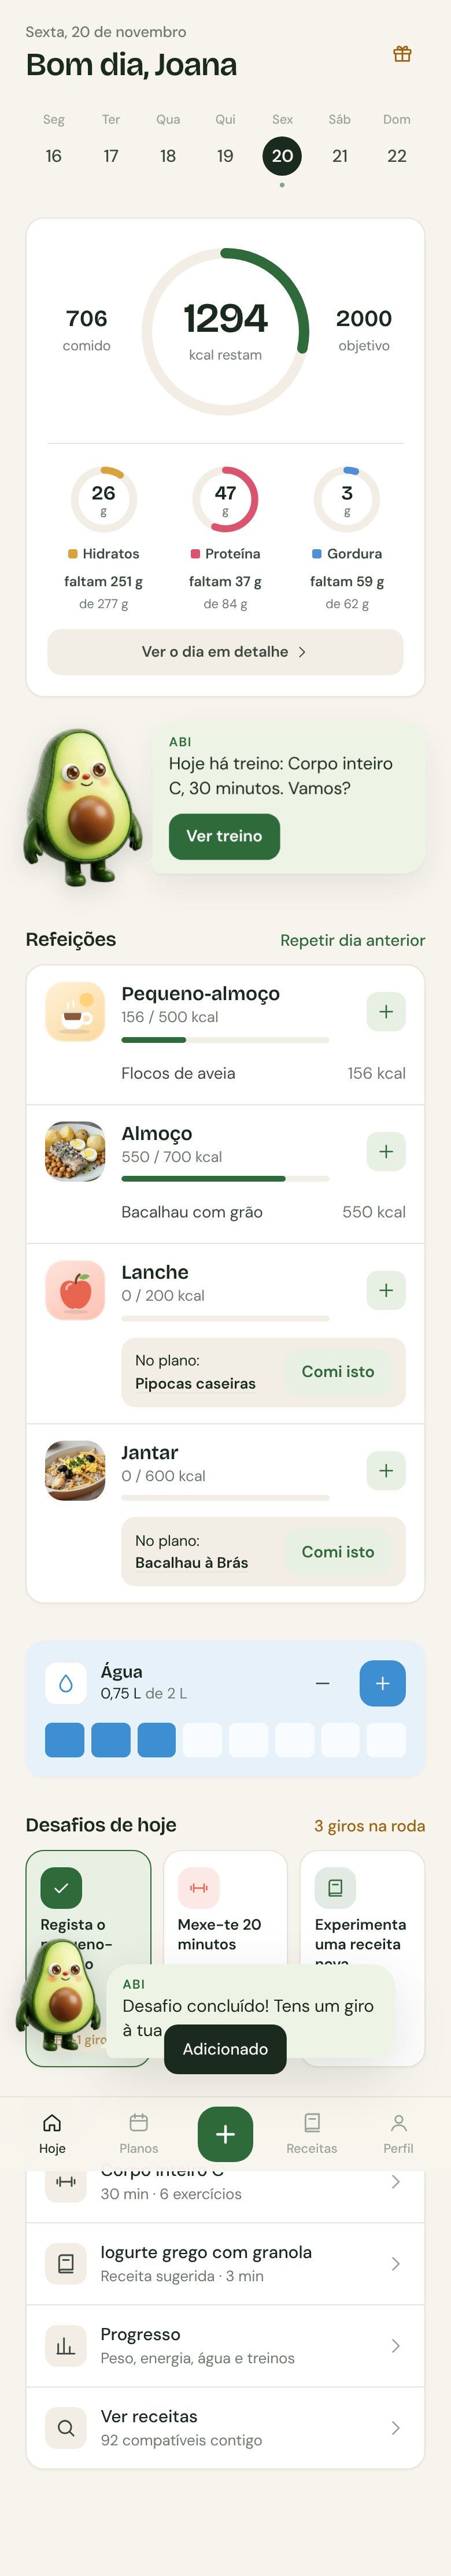 Sexta, 20 de novembro
Bom dia, Joana
Seg Ter Qua Qui Sex Sáb Dom
16 17 18 19 20 21 22
706
comido
1294
kcal restam
2000
objetivo
26
g
47
g
3
g
Hidratos
Proteína
Gordura
faltam 251 g
faltam 37 g
faltam 59 g
de 277 g
de 84 g
de 62 g
Ver o dia em detalhe
ABI
Hoje há treino: Corpo inteiro
C, 30 minutos. Vamos?
Ver treino
Refeições
Repetir dia anterior
Pequeno-almoço
156 / 500 kcal
Flocos de aveia 156 kcal
Almoço
550 / 700 kcal
Bacalhau com grão 550 kcal
Lanche
0 / 200 kcal
No plano:
Pipocas caseiras
Comi isto
Jantar
0 / 600 kcal
No plano:
Bacalhau à Brás
Comi isto
Água
0,75 L de 2 L
Desafios de hoje
3 giros na roda
Regista o
Mexe-te 20
minutos
Experimenta
uma receita
nova
1 giro
ABI
Desafio concluído! Tens um giro
à tua
Adicionado
Hoje
Planos
Receitas
Perfil
Corpo inteiro C
30 min · 6 exercícios
Iogurte grego com granola
Receita sugerida · 3 min
Progresso
Peso, energia, água e treinos
Ver receitas
92 compatíveis contigo